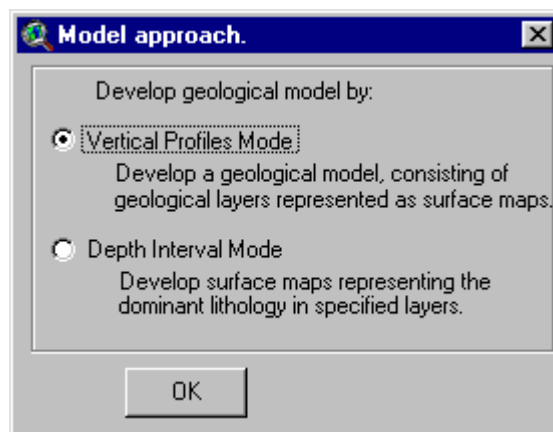 Model approach.
Develop geological model by:
Vertical Profiles Mode
Develop a geological model, consisting of
geological layers represented as surface maps.
Depth Interval Mode
Develop surface maps representing the
dominant lithology in specified layers.
OK